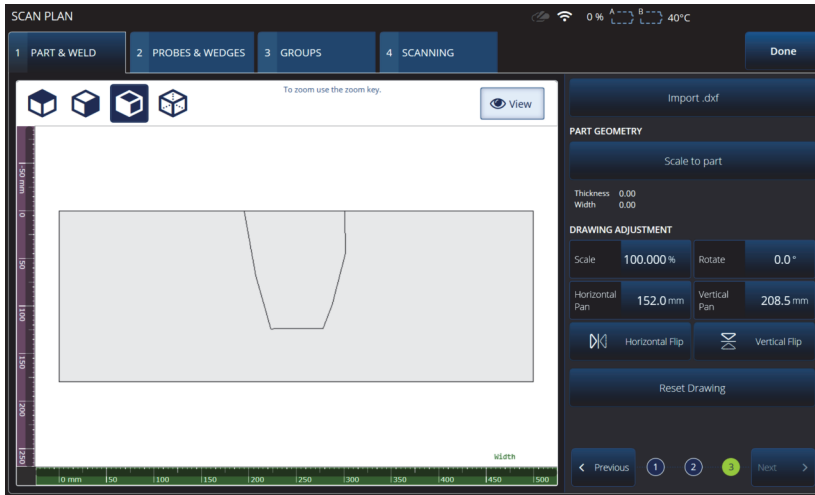 SCAN PLAN
0 % A B 40°C
1 PART & WELD
2 PROBES & WEDGES
3 GROUPS
4 SCANNING
Done
To zoom use the zoom key.
View
-50 mm
0
50
100
150
200
250
Width
0 mm 50 100 150 200 250 300 350 400 450 500
Import .dxf
PART GEOMETRY
Scale to part
Thickness 0.00
Width 0.00
DRAWING ADJUSTMENT
Scale 100.000 % Rotate 0.0 °
Horizontal Pan 152.0 mm Vertical Pan 208.5 mm
Horizontal Flip Vertical Flip
Reset Drawing
Previous 1 2 3 Next